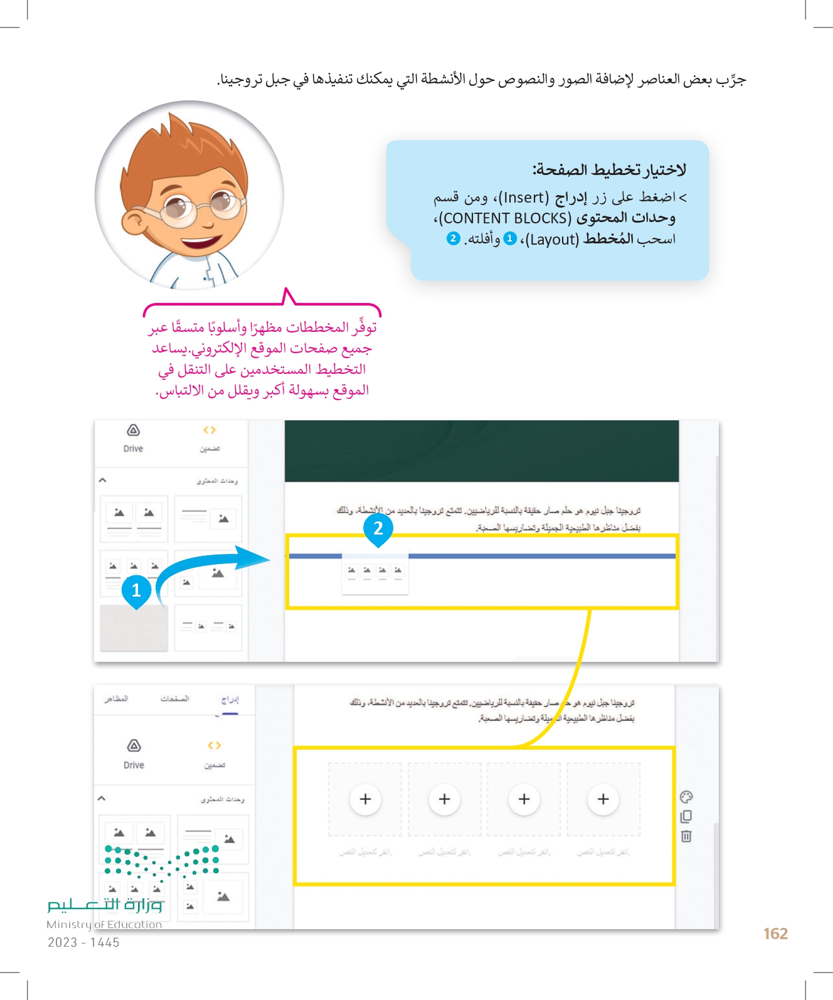 جرِّب بعض العناصر لإضافة الصور والنصوص حول الأنشطة التي يمكنك تنفيذها في جبل تروجينا.
لاختيار تخطيط الصفحة:
< اضغط على زر إدراج (Insert)، ومن قسم
وحدات المحتوى (CONTENT BLOCKS)،
اسحب المُخطط (Layout)، 1 وأفلته. 2
توفِّر المخططات مظهرًا وأسلوبًا متسقًا عبر
جميع صفحات الموقع الإلكتروني.يساعد
التخطيط المستخدمين على التنقل في
الموقع بسهولة أكبر ويقلل من الالتباس.
تضمين
Drive
وحدات المحتوى
تروجينا جبل نيوم هو حلم صار حقيقة بالنسبة للرياضيين. تتمتع تروجينا بالعديد من الأنشطة، وذلك
بفضل مناظرها الطبيعية الجميلة وتضاريسها الصعبة.
2
1
إدراج
الصفحات
المظاهر
تضمين
Drive
وحدات المحتوى
تروجينا جبل نيوم هو حلم صار حقيقة بالنسبة للرياضيين. تتمتع تروجينا بالعديد من الأنشطة، وذلك
بفضل مناظرها الطبيعية الجميلة وتضاريسها الصعبة.
انقر لتعديل النص.
انقر لتعديل النص.
انقر لتعديل النص.
انقر لتعديل النص.
وزارة التعليم
Ministry of Education
2023 - 1445
162